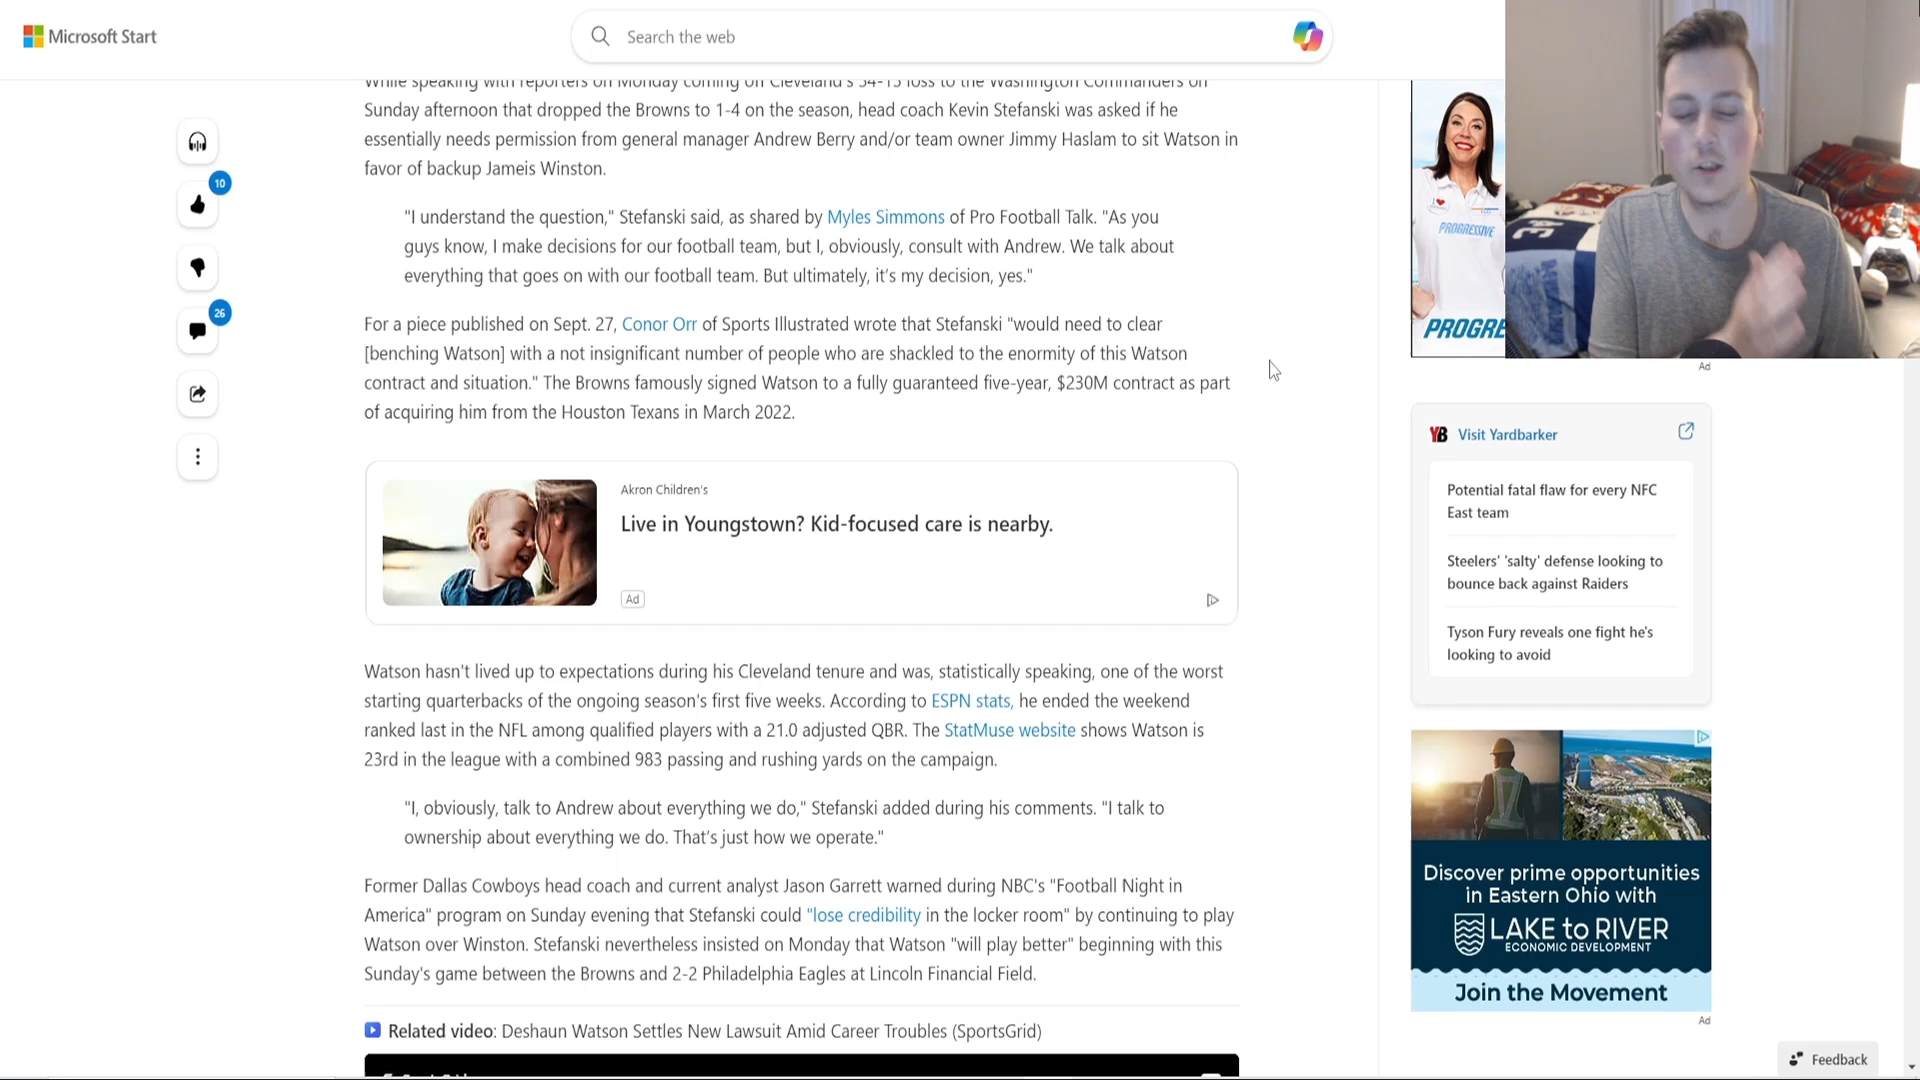 Microsoft Start
Search the web
While speaking with reporters on Monday coming on Cleveland's 34-13 loss to the Washington Commanders on
Sunday afternoon that dropped the Browns to 1-4 on the season, head coach Kevin Stefanski was asked if he
essentially needs permission from general manager Andrew Berry and/or team owner Jimmy Haslam to sit Watson in
favor of backup Jameis Winston.
10
"I understand the question," Stefanski said, as shared by Myles Simmons of Pro Football Talk. "As you
guys know, I make decisions for our football team, but I, obviously, consult with Andrew. We talk about
everything that goes on with our football team. But ultimately, it's my decision, yes."
26
For a piece published on Sept. 27, Conor Orr of Sports Illustrated wrote that Stefanski "would need to clear
[benching Watson] with a not insignificant number of people who are shackled to the enormity of this Watson
contract and situation." The Browns famously signed Watson to a fully guaranteed five-year, $230M contract as part
of acquiring him from the Houston Texans in March 2022.
Akron Children's
Live in Youngstown? Kid-focused care is nearby.
Ad
Watson hasn't lived up to expectations during his Cleveland tenure and was, statistically speaking, one of the worst
starting quarterbacks of the ongoing season's first five weeks. According to ESPN stats, he ended the weekend
ranked last in the NFL among qualified players with a 21.0 adjusted QBR. The StatMuse website shows Watson is
23rd in the league with a combined 983 passing and rushing yards on the campaign.
"I, obviously, talk to Andrew about everything we do," Stefanski added during his comments. "I talk to
ownership about everything we do. That's just how we operate."
Former Dallas Cowboys head coach and current analyst Jason Garrett warned during NBC's "Football Night in
America" program on Sunday evening that Stefanski could "lose credibility in the locker room" by continuing to play
Watson over Winston. Stefanski nevertheless insisted on Monday that Watson "will play better" beginning with this
Sunday's game between the Browns and 2-2 Philadelphia Eagles at Lincoln Financial Field.
Related video: Deshaun Watson Settles New Lawsuit Amid Career Troubles (SportsGrid)
PROGRESSIVE
PROGRE
Ad
YB Visit Yardbarker
Potential fatal flaw for every NFC
East team
Steelers' 'salty' defense looking to
bounce back against Raiders
Tyson Fury reveals one fight he's
looking to avoid
Discover prime opportunities
in Eastern Ohio with
LAKE to RIVER
ECONOMIC DEVELOPMENT
Join the Movement
Ad
Feedback